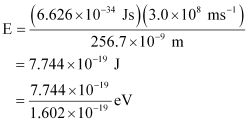 E = (6.626×10⁻³⁴ Js)(3.0×10⁸ ms⁻¹) / 256.7×10⁻⁹ m
= 7.744×10⁻¹⁹ J
= 7.744×10⁻¹⁹ / 1.602×10⁻¹⁹ eV